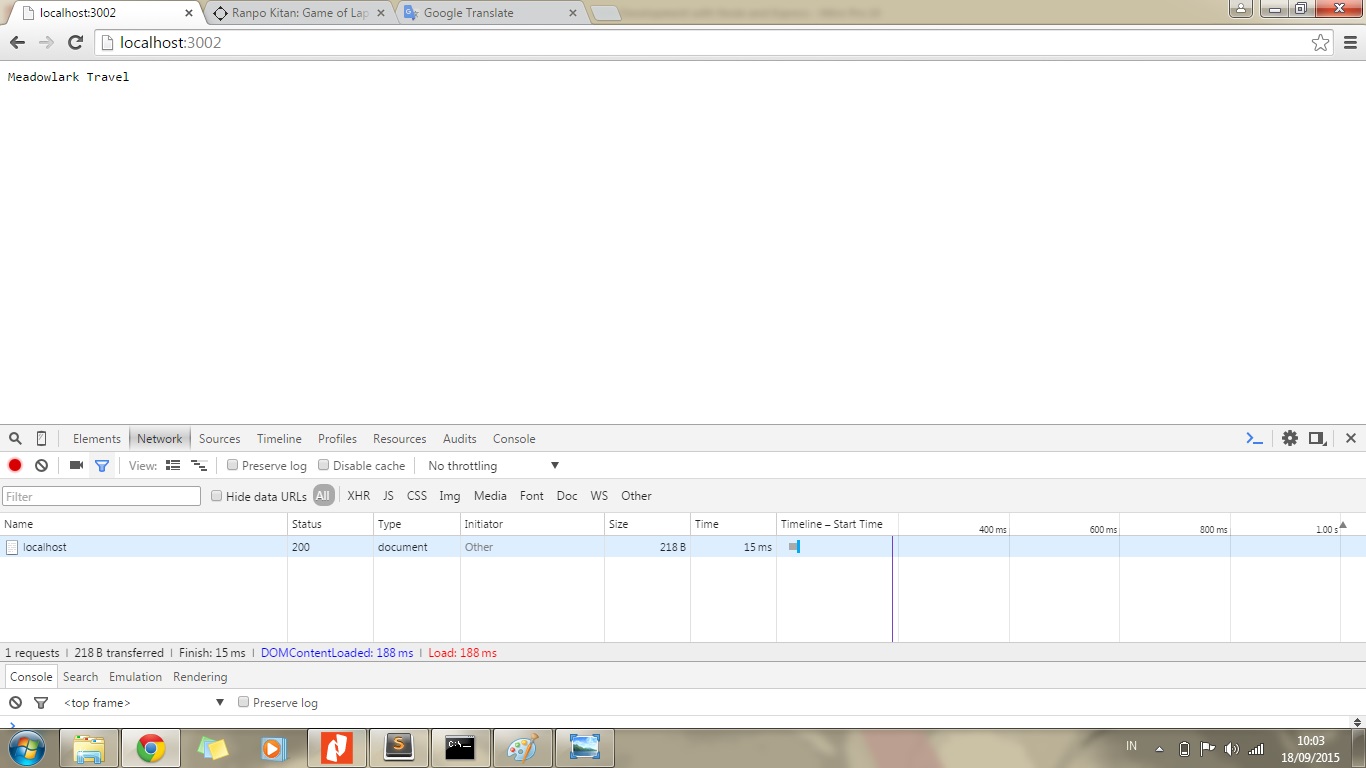 localhost:3002
Ranpo Kitan: Game of Lap
Google Translate
localhost:3002
Meadowlark Travel
Elements Network Sources Timeline Profiles Resources Audits Console
View: Preserve log Disable cache No throttling
Filter Hide data URLs All XHR JS CSS Img Media Font Doc WS Other
Name Status Type Initiator Size Time Timeline – Start Time 400 ms 600 ms 800 ms 1.00 s
localhost 200 document Other 218 B 15 ms
1 requests | 218 B transferred | Finish: 15 ms | DOMContentLoaded: 188 ms | Load: 188 ms
Console Search Emulation Rendering
<top frame> Preserve log
IN 10:03
18/09/2015